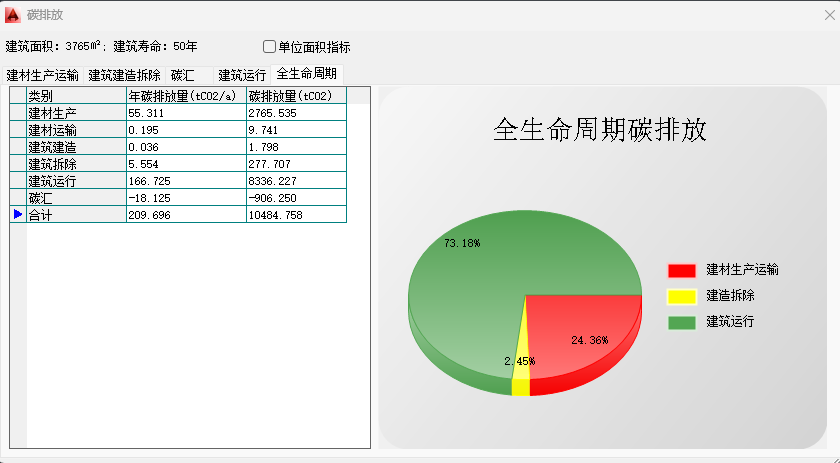 碳排放
建筑面积：3765㎡；建筑寿命：50年
单位面积指标
建材生产运输 建筑建造拆除 碳汇 建筑运行 全生命周期
类别 年碳排放量(tCO2/a) 碳排放量(tCO2)
建材生产 55.311 2765.535
建材运输 0.195 9.741
建筑建造 0.036 1.798
建筑拆除 5.554 277.707
建筑运行 166.725 8336.227
碳汇 -18.125 -906.250
合计 209.696 10484.758
全生命周期碳排放
73.18%
24.36%
2.45%
建材生产运输
建造拆除
建筑运行